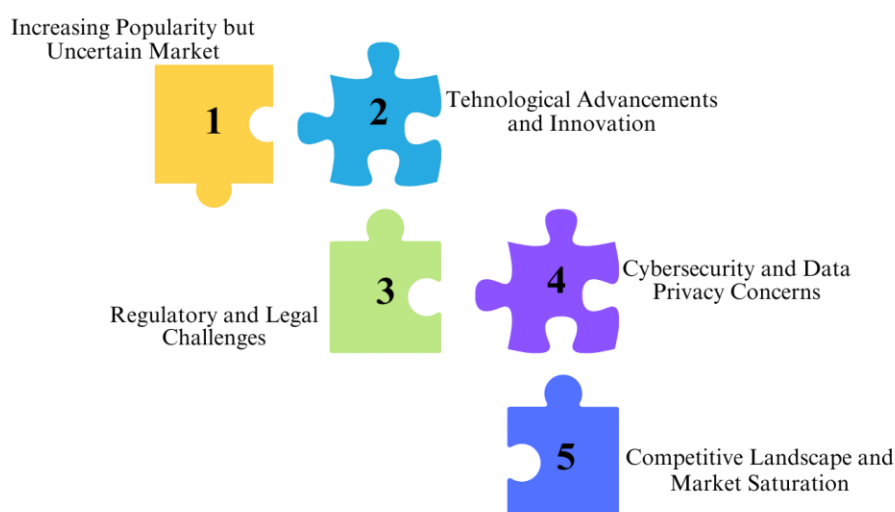 Increasing Popularity but
Uncertain Market
1
2
Tehnological Advancements
and Innovation
3
Regulatory and Legal
Challenges
4
Cybersecurity and Data
Privacy Concerns
5
Competitive Landscape and
Market Saturation